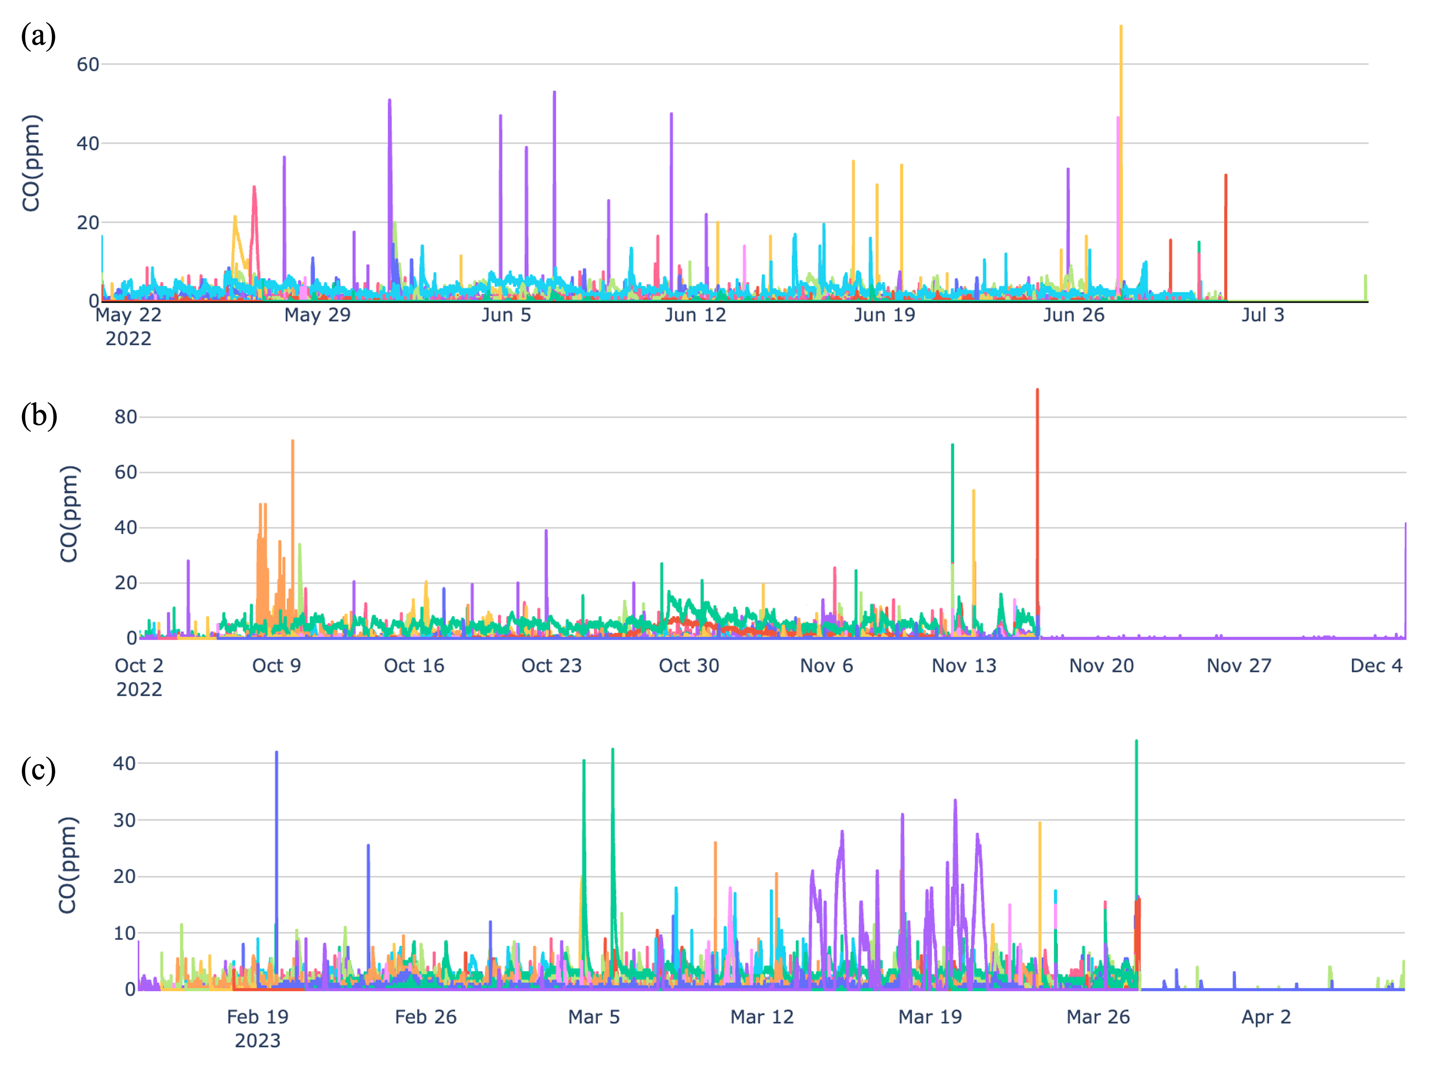 (a)
CO(ppm)
60
40
20
0
May 22 May 29 Jun 5 Jun 12 Jun 19 Jun 26 Jul 3
2022
(b)
CO(ppm)
80
60
40
20
0
Oct 2 Oct 9 Oct 16 Oct 23 Oct 30 Nov 6 Nov 13 Nov 20 Nov 27 Dec 4
2022
(c)
CO(ppm)
40
30
20
10
0
Feb 19 Feb 26 Mar 5 Mar 12 Mar 19 Mar 26 Apr 2
2023